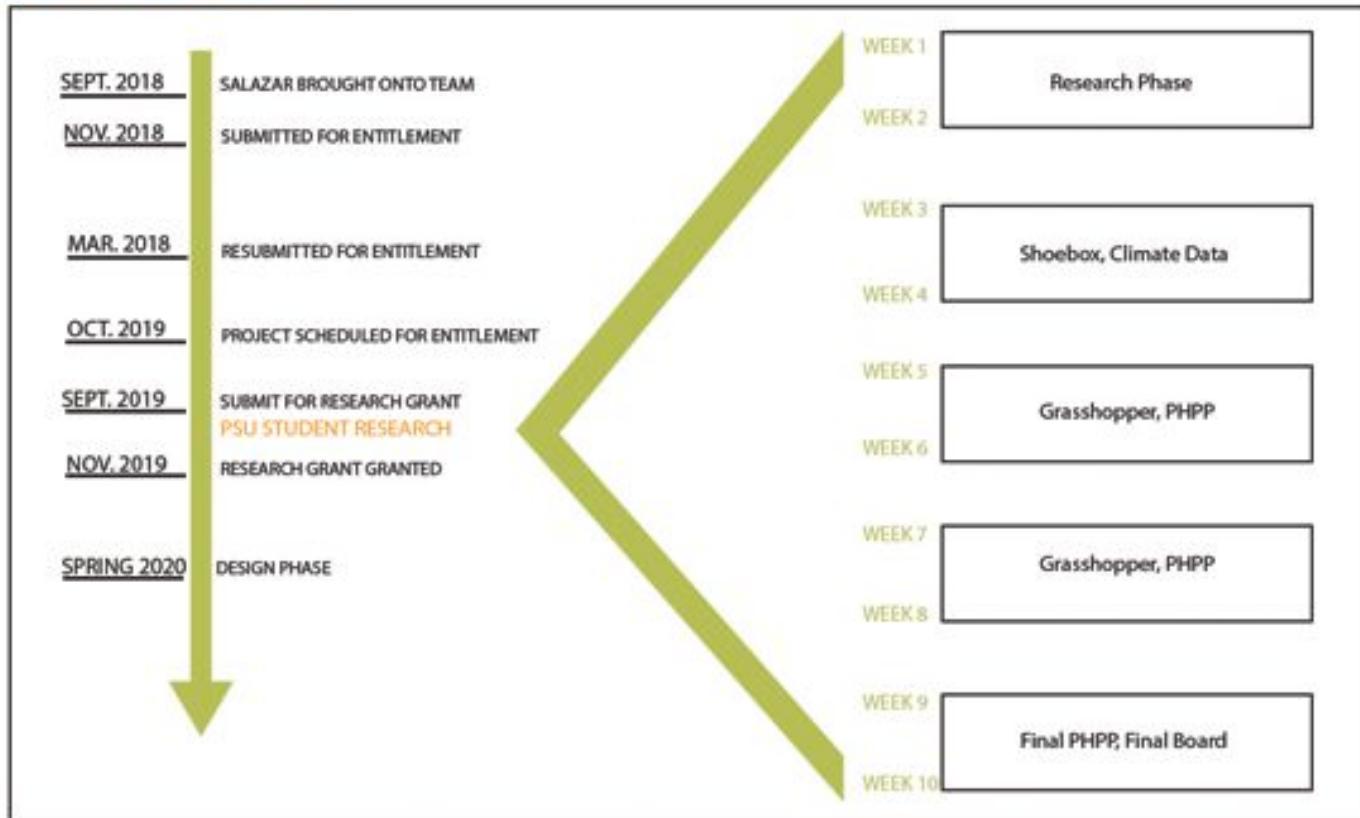 SEPT. 2018 SALAZAR BROUGHT ONTO TEAM
NOV. 2018 SUBMITTED FOR ENTITLEMENT
MAR. 2018 RESUBMITTED FOR ENTITLEMENT
OCT. 2019 PROJECT SCHEDULED FOR ENTITLEMENT
SEPT. 2019 SUBMIT FOR RESEARCH GRANT
PSU STUDENT RESEARCH
NOV. 2019 RESEARCH GRANT GRANTED
SPRING 2020 DESIGN PHASE
WEEK 1
Research Phase
WEEK 2
WEEK 3
Shoebox, Climate Data
WEEK 4
WEEK 5
Grasshopper, PHPP
WEEK 6
WEEK 7
Grasshopper, PHPP
WEEK 8
WEEK 9
Final PHPP, Final Board
WEEK 10